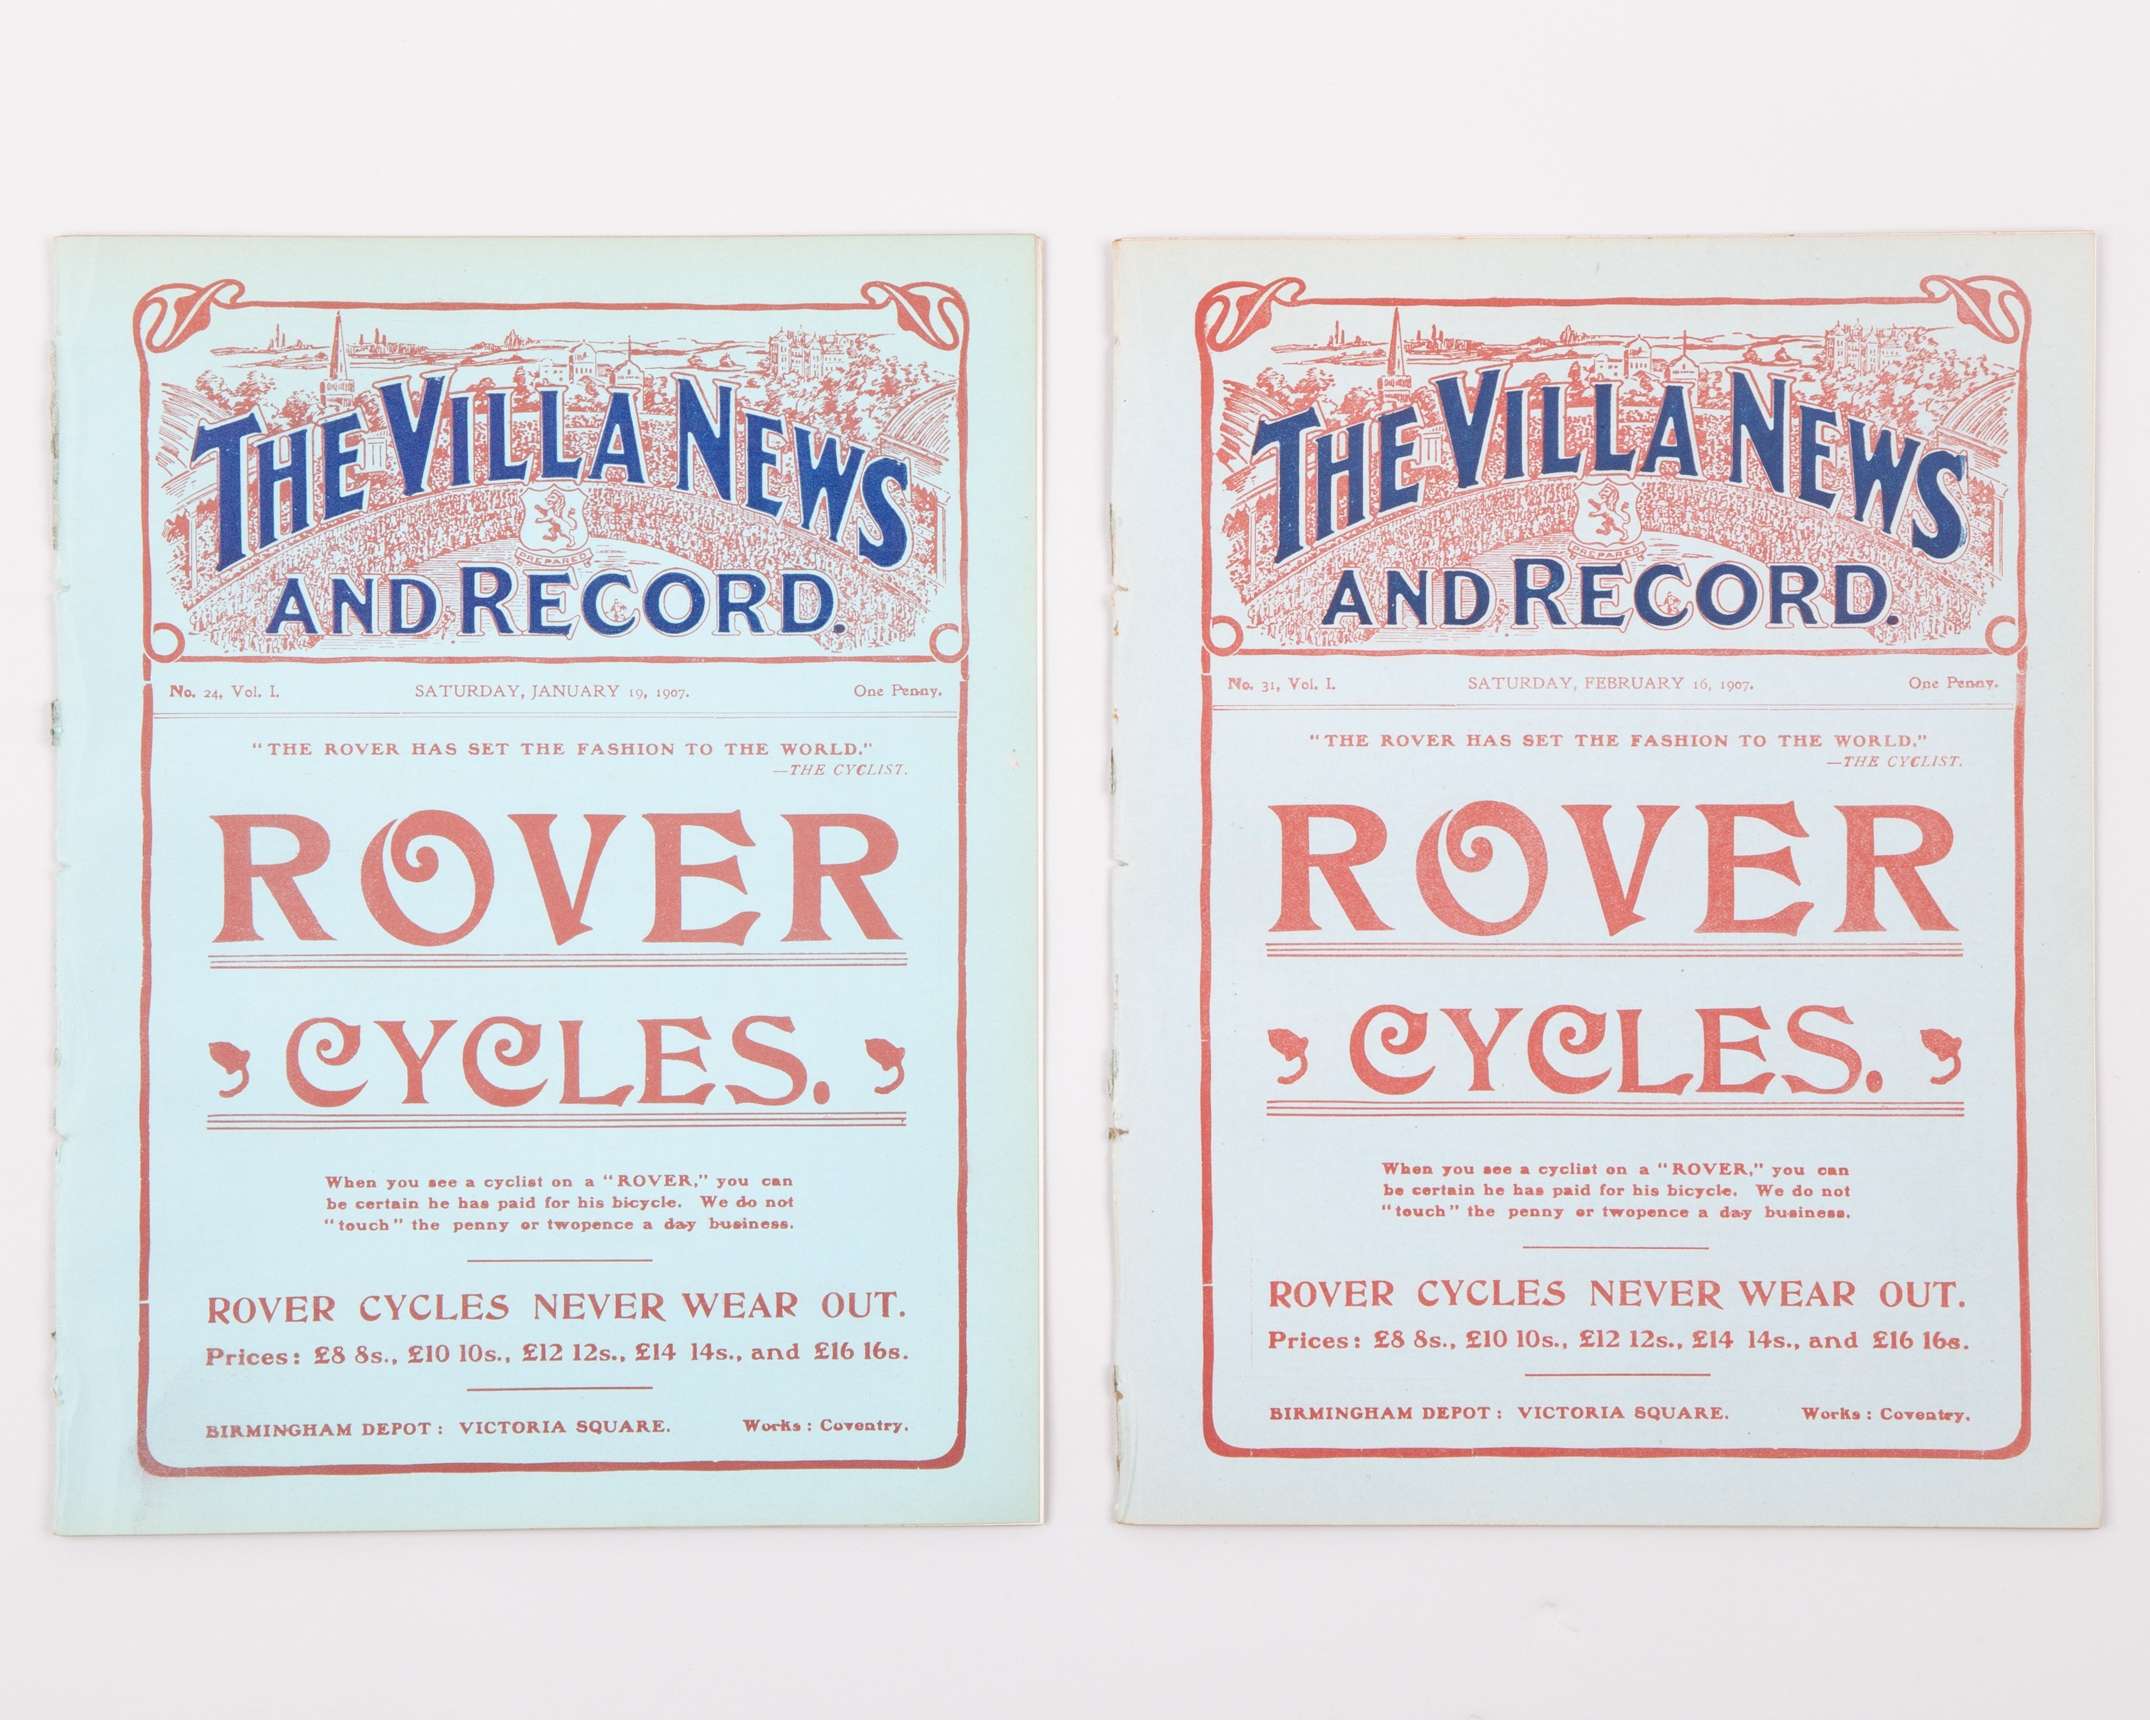 THE VILLA NEWS
PREPARED
AND RECORD.
No. 24, Vol. I. SATURDAY, JANUARY 19, 1907. One Penny.
"THE ROVER HAS SET THE FASHION TO THE WORLD."
—THE CYCLIST.
ROVER
CYCLES.
When you see a cyclist on a "ROVER," you can
be certain he has paid for his bicycle. We do not
"touch" the penny or twopence a day business.
ROVER CYCLES NEVER WEAR OUT.
Prices: £8 8s., £10 10s., £12 12s., £14 14s., and £16 16s.
BIRMINGHAM DEPOT: VICTORIA SQUARE. Works: Coventry.
THE VILLA NEWS
PREPARED
AND RECORD.
No. 31, Vol. I. SATURDAY, FEBRUARY 16, 1907. One Penny.
"THE ROVER HAS SET THE FASHION TO THE WORLD."
—THE CYCLIST.
ROVER
CYCLES.
When you see a cyclist on a "ROVER," you can
be certain he has paid for his bicycle. We do not
"touch" the penny or twopence a day business.
ROVER CYCLES NEVER WEAR OUT.
Prices: £8 8s., £10 10s., £12 12s., £14 14s., and £16 16s.
BIRMINGHAM DEPOT: VICTORIA SQUARE. Works: Coventry.